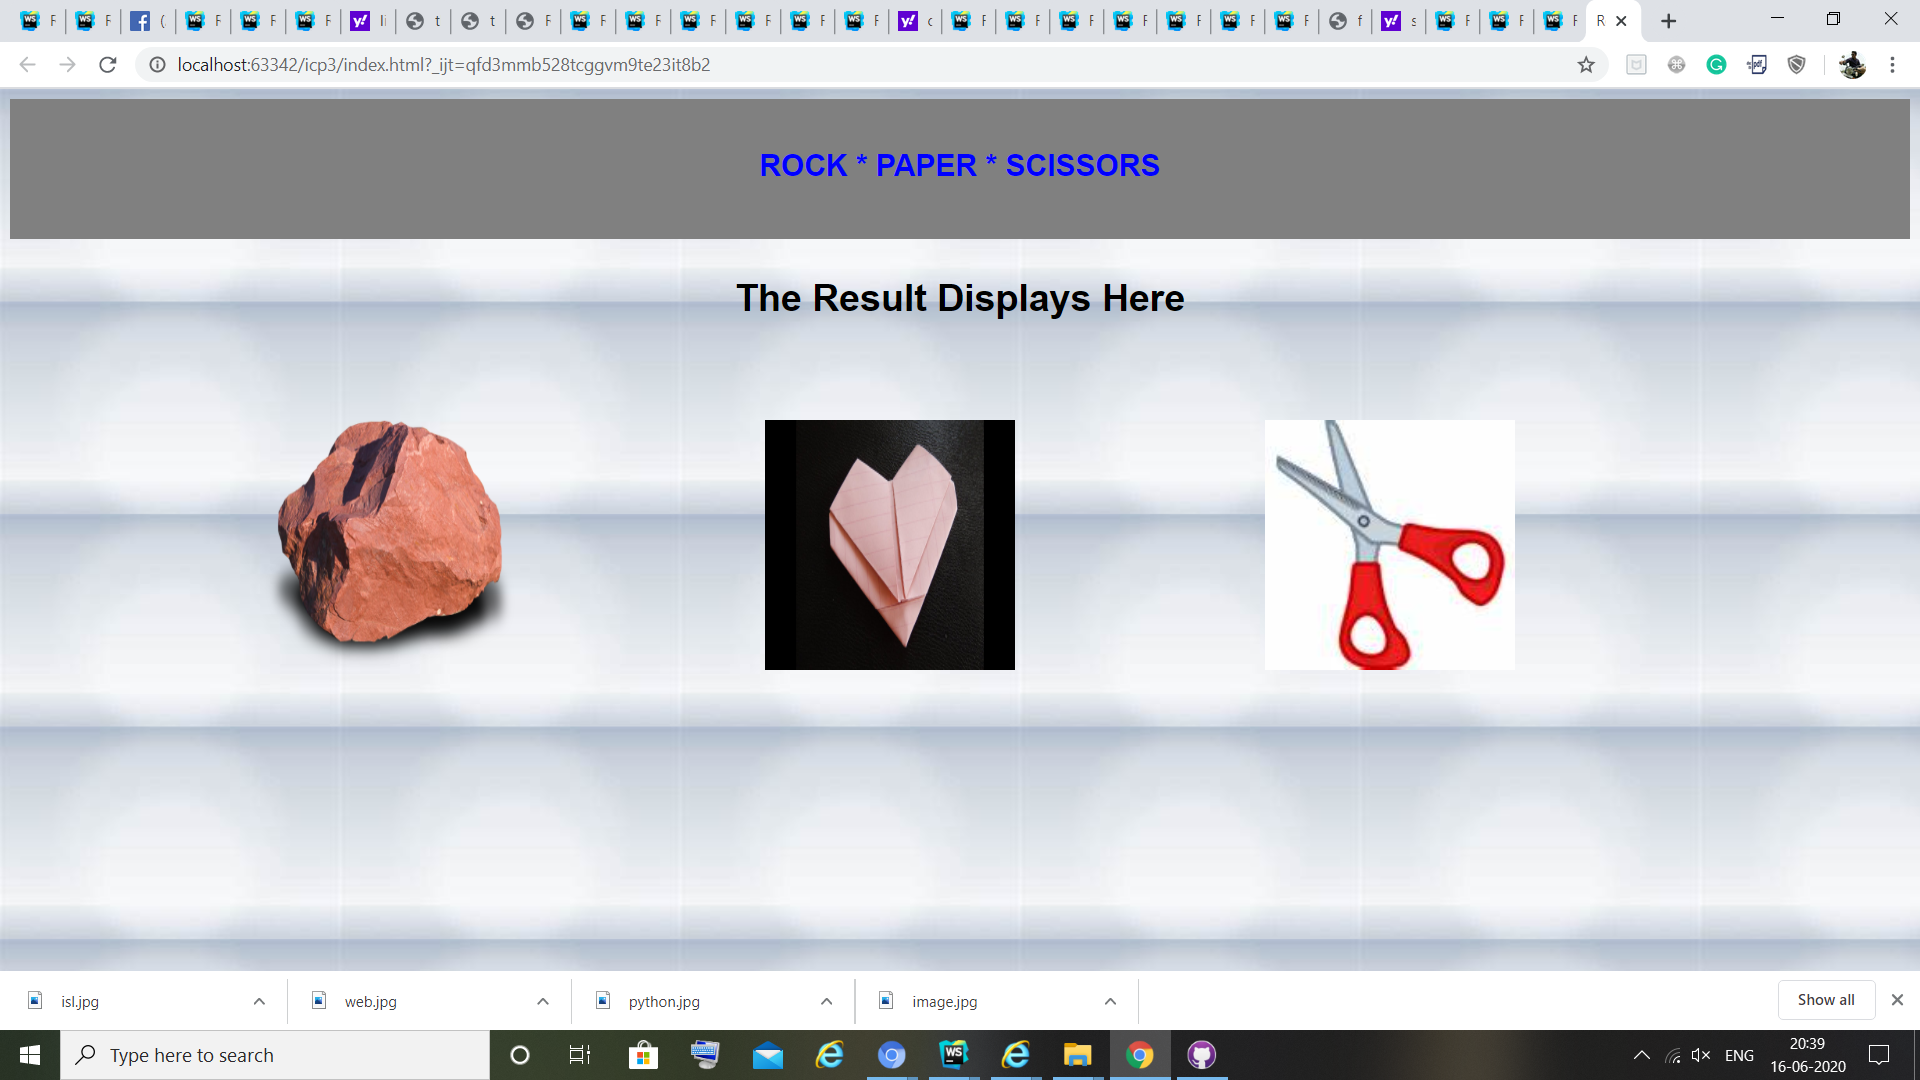 localhost:63342/icp3/index.html?_ijt=qfd3mmb528tcggvm9te23it8b2
ROCK * PAPER * SCISSORS
The Result Displays Here
isl.jpg
web.jpg
python.jpg
image.jpg
Show all
Type here to search
ENG
20:39
16-06-2020